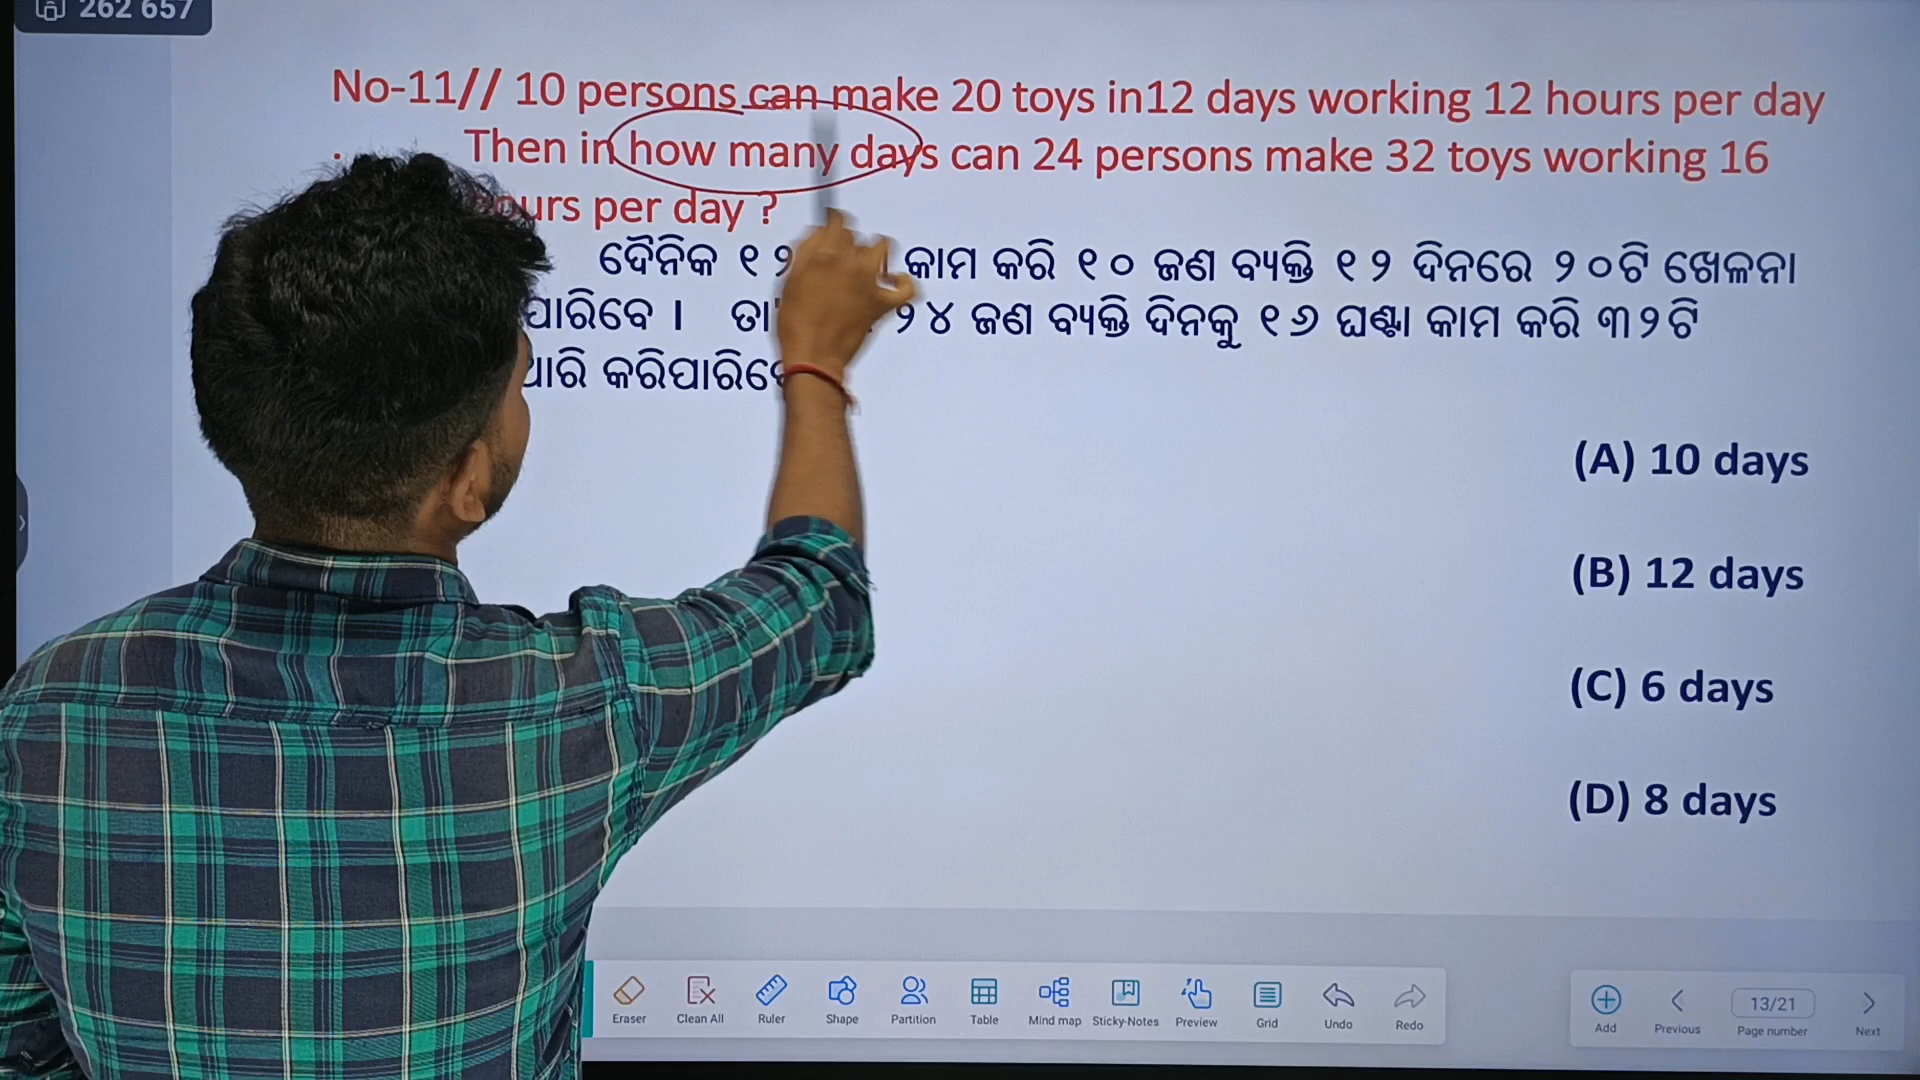 262 657
No-11// 10 persons can make 20 toys in12 days working 12 hours per day
. Then in how many days can 24 persons make 32 toys working 16
hours per day ?
ଦୈନିକ ୧୨ କାମ କରି ୧୦ ଜଣ ବ୍ୟକ୍ତି ୧୨ ଦିନରେ ୨୦ଟି ଖେଳନା
ପାରିବେ । ୨୪ ଜଣ ବ୍ୟକ୍ତି ଦିନକୁ ୧୬ ଘଣ୍ଟା କାମ କରି ୩୨ଟି
କରିପାରିବେ
(A) 10 days
(B) 12 days
(C) 6 days
(D) 8 days
Eraser Clean All Ruler Shape Partition Table Mind map Sticky-Notes Preview Grid Undo Redo
Add Previous 13/21 Page number Next